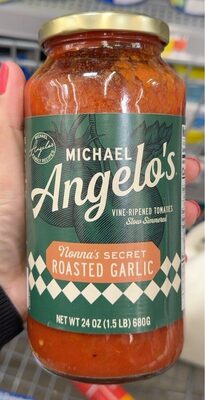 MICHAEL
Angelo's
VINE-RIPENED TOMATOES
Slow Simmered
Nonna's SECRET
ROASTED GARLIC
NET WT 24 OZ (1.5 LB) 680G